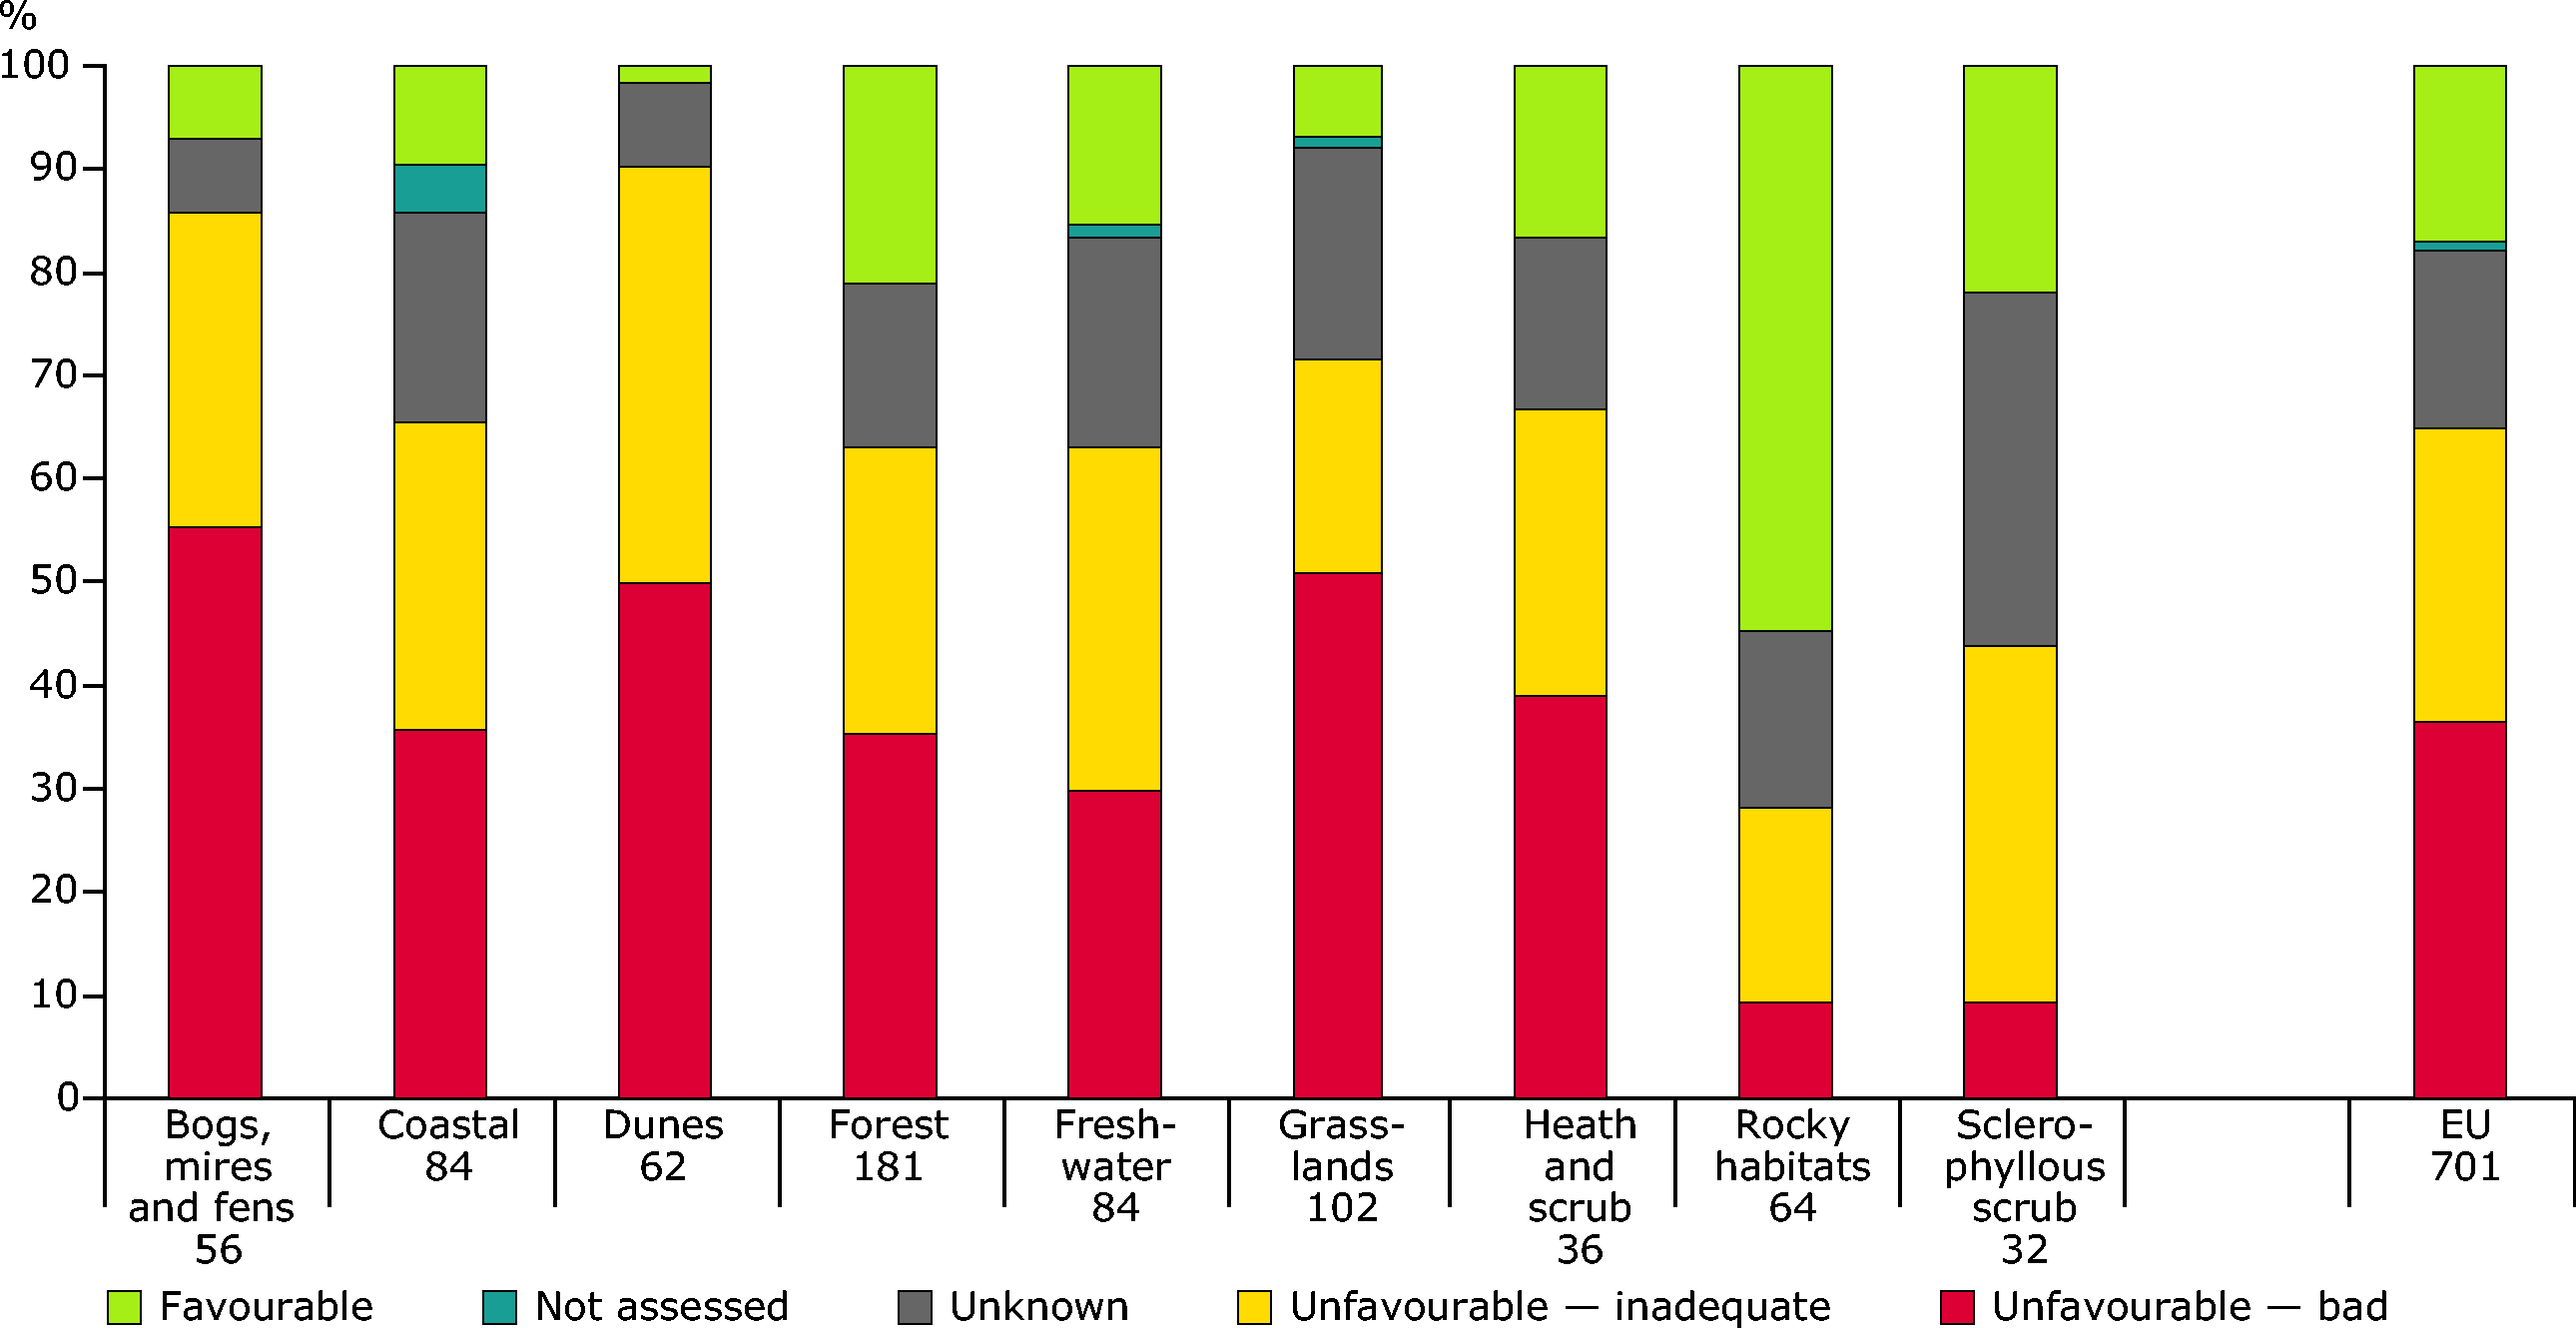 %
100
90
80
70
60
50
40
30
20
10
0
Bogs,
mires
and fens
56
Coastal
84
Dunes
62
Forest
181
Fresh-
water
84
Grass-
lands
102
Heath
and
scrub
36
Rocky
habitats
64
Sclero-
phyllous
scrub
32
EU
701
Favourable
Not assessed
Unknown
Unfavourable — inadequate
Unfavourable — bad